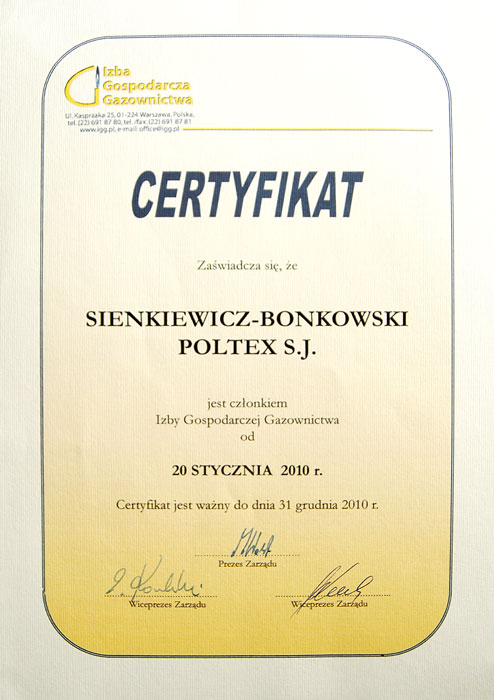 Izba
Gospodarcza
Gazownictwa
Ul. Kasprzaka 25, 01-224 Warszawa, Polska,
tel. (22) 691 87 80, tel. /fax. (22) 691 87 81
www.igg.pl, e-mail: office@igg.pl
CERTYFIKAT
Zaświadcza się, że
SIENKIEWICZ-BONKOWSKI
POLTEX S.J.
jest członkiem
Izby Gospodarczej Gazownictwa
od
20 STYCZNIA 2010 r.
Certyfikat jest ważny do dnia 31 grudnia 2010 r.
Prezes Zarządu
Wiceprezes Zarządu
Wiceprezes Zarządu